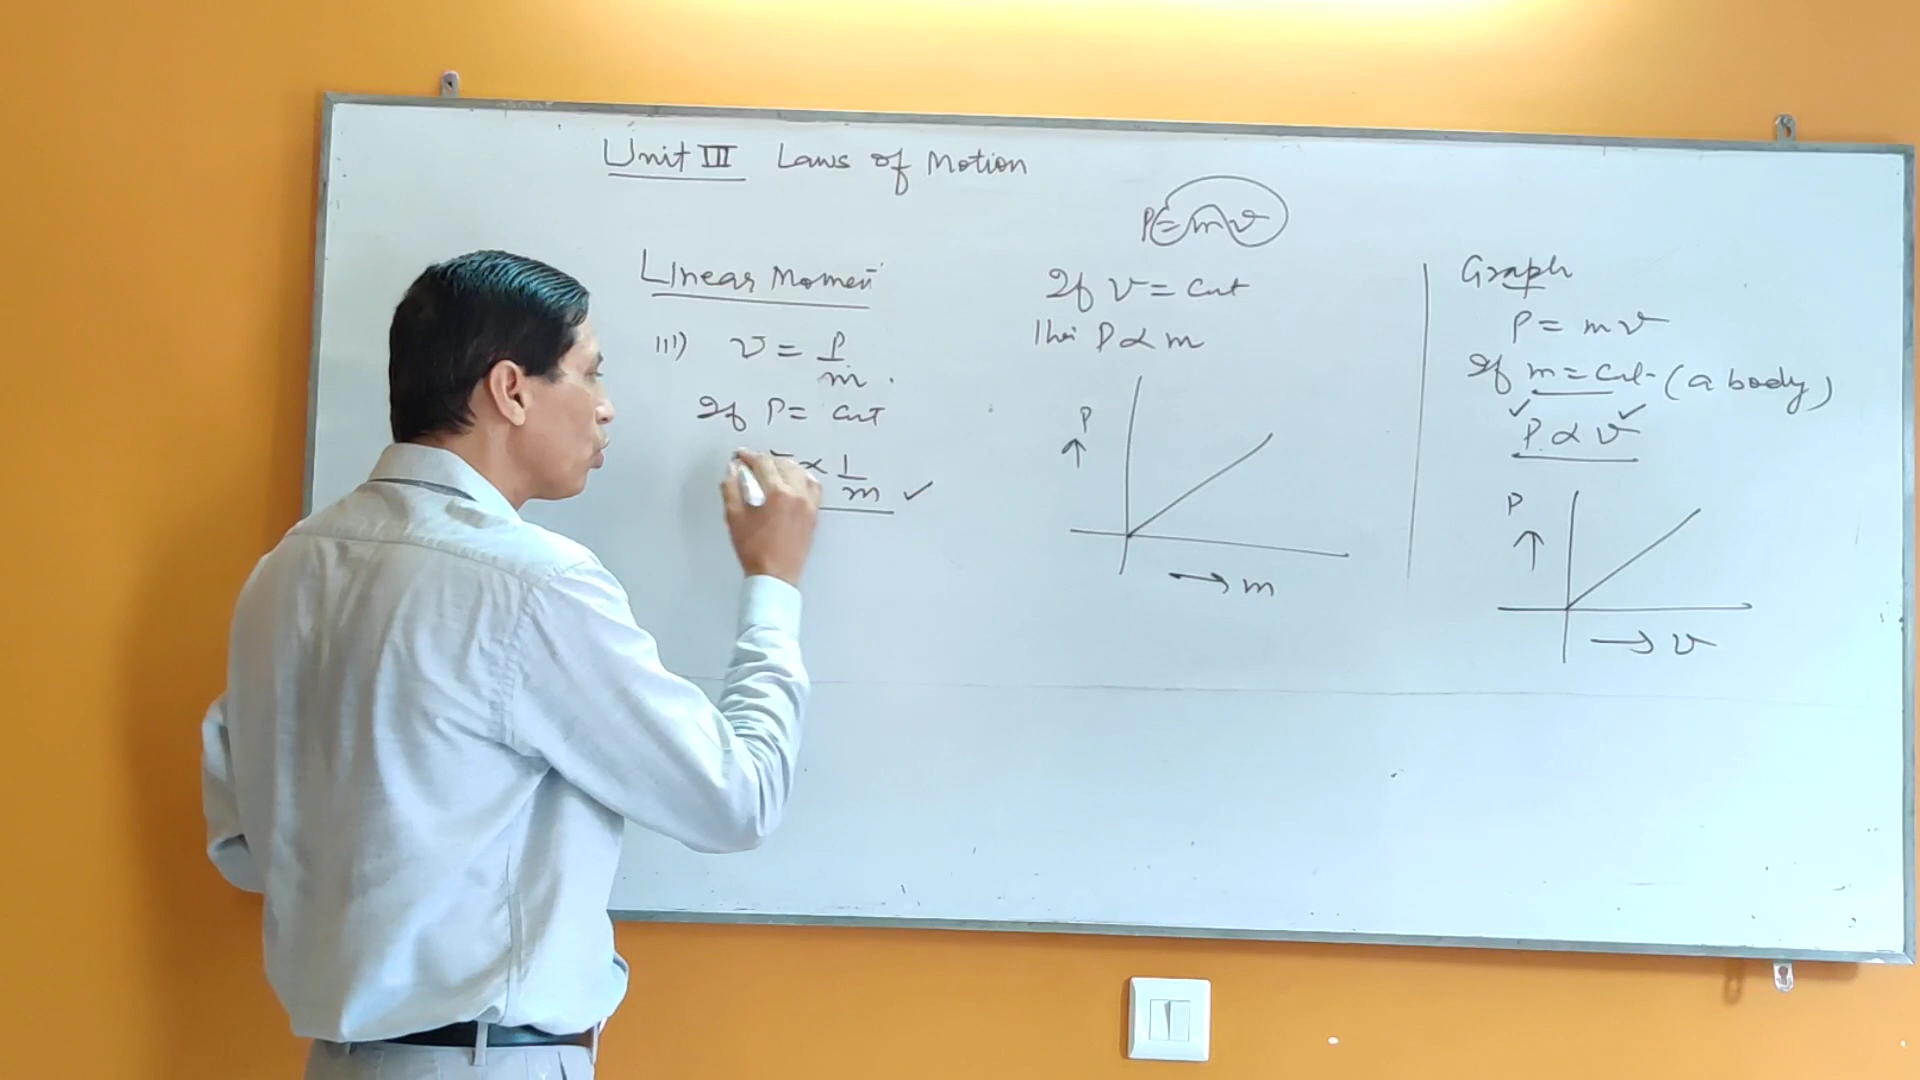 Unit III Laws of Motion
P = mv
Linear Momen
III) v = P/m .
If P = cnt
∝ 1/m ✓
If v = cnt
P ∝ m
P
↑
→ m
Graph
P = mv
If m = cnt (a body)
✓ ✓
P ∝ v
P
↑
→ v